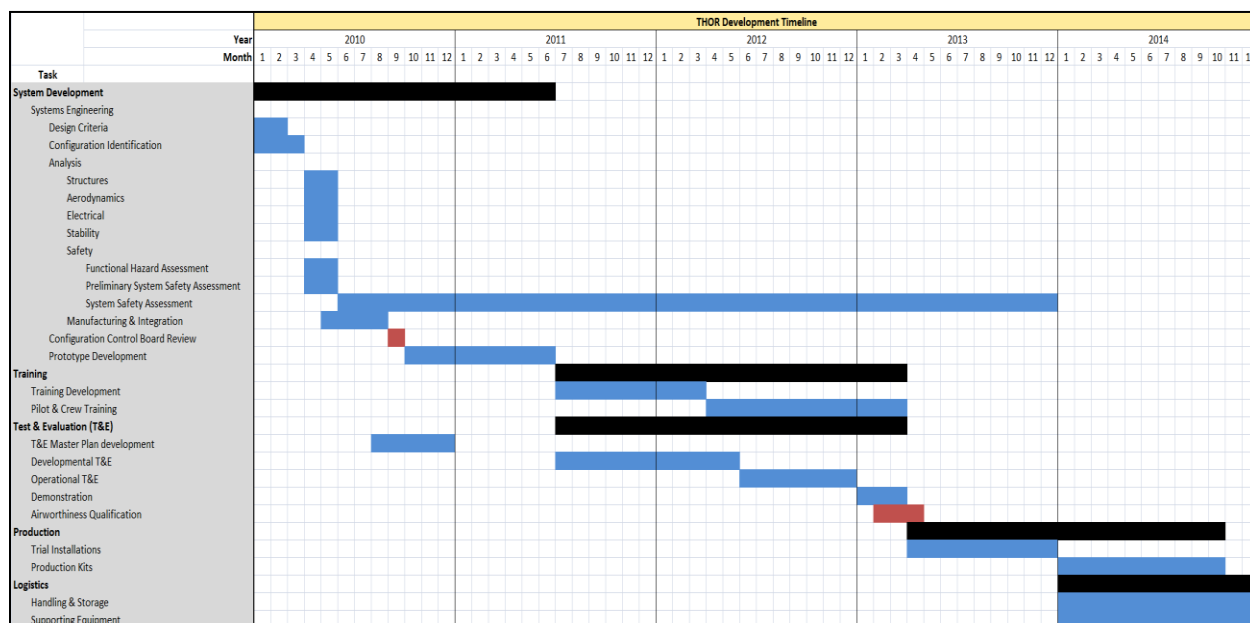 THOR Development Timeline
Year 2010 2011 2012 2013 2014
Month 1 2 3 4 5 6 7 8 9 10 11 12 1 2 3 4 5 6 7 8 9 10 11 12 1 2 3 4 5 6 7 8 9 10 11 12 1 2 3 4 5 6 7 8 9 10 11 12 1 2 3 4 5 6 7 8 9 10 11
Task
System Development
Systems Engineering
Design Criteria
Configuration Identification
Analysis
Structures
Aerodynamics
Electrical
Stability
Safety
Functional Hazard Assessment
Preliminary System Safety Assessment
System Safety Assessment
Manufacturing & Integration
Configuration Control Board Review
Prototype Development
Training
Training Development
Pilot & Crew Training
Test & Evaluation (T&E)
T&E Master Plan development
Developmental T&E
Operational T&E
Demonstration
Airworthiness Qualification
Production
Trial Installations
Production Kits
Logistics
Handling & Storage
Supporting Equipment